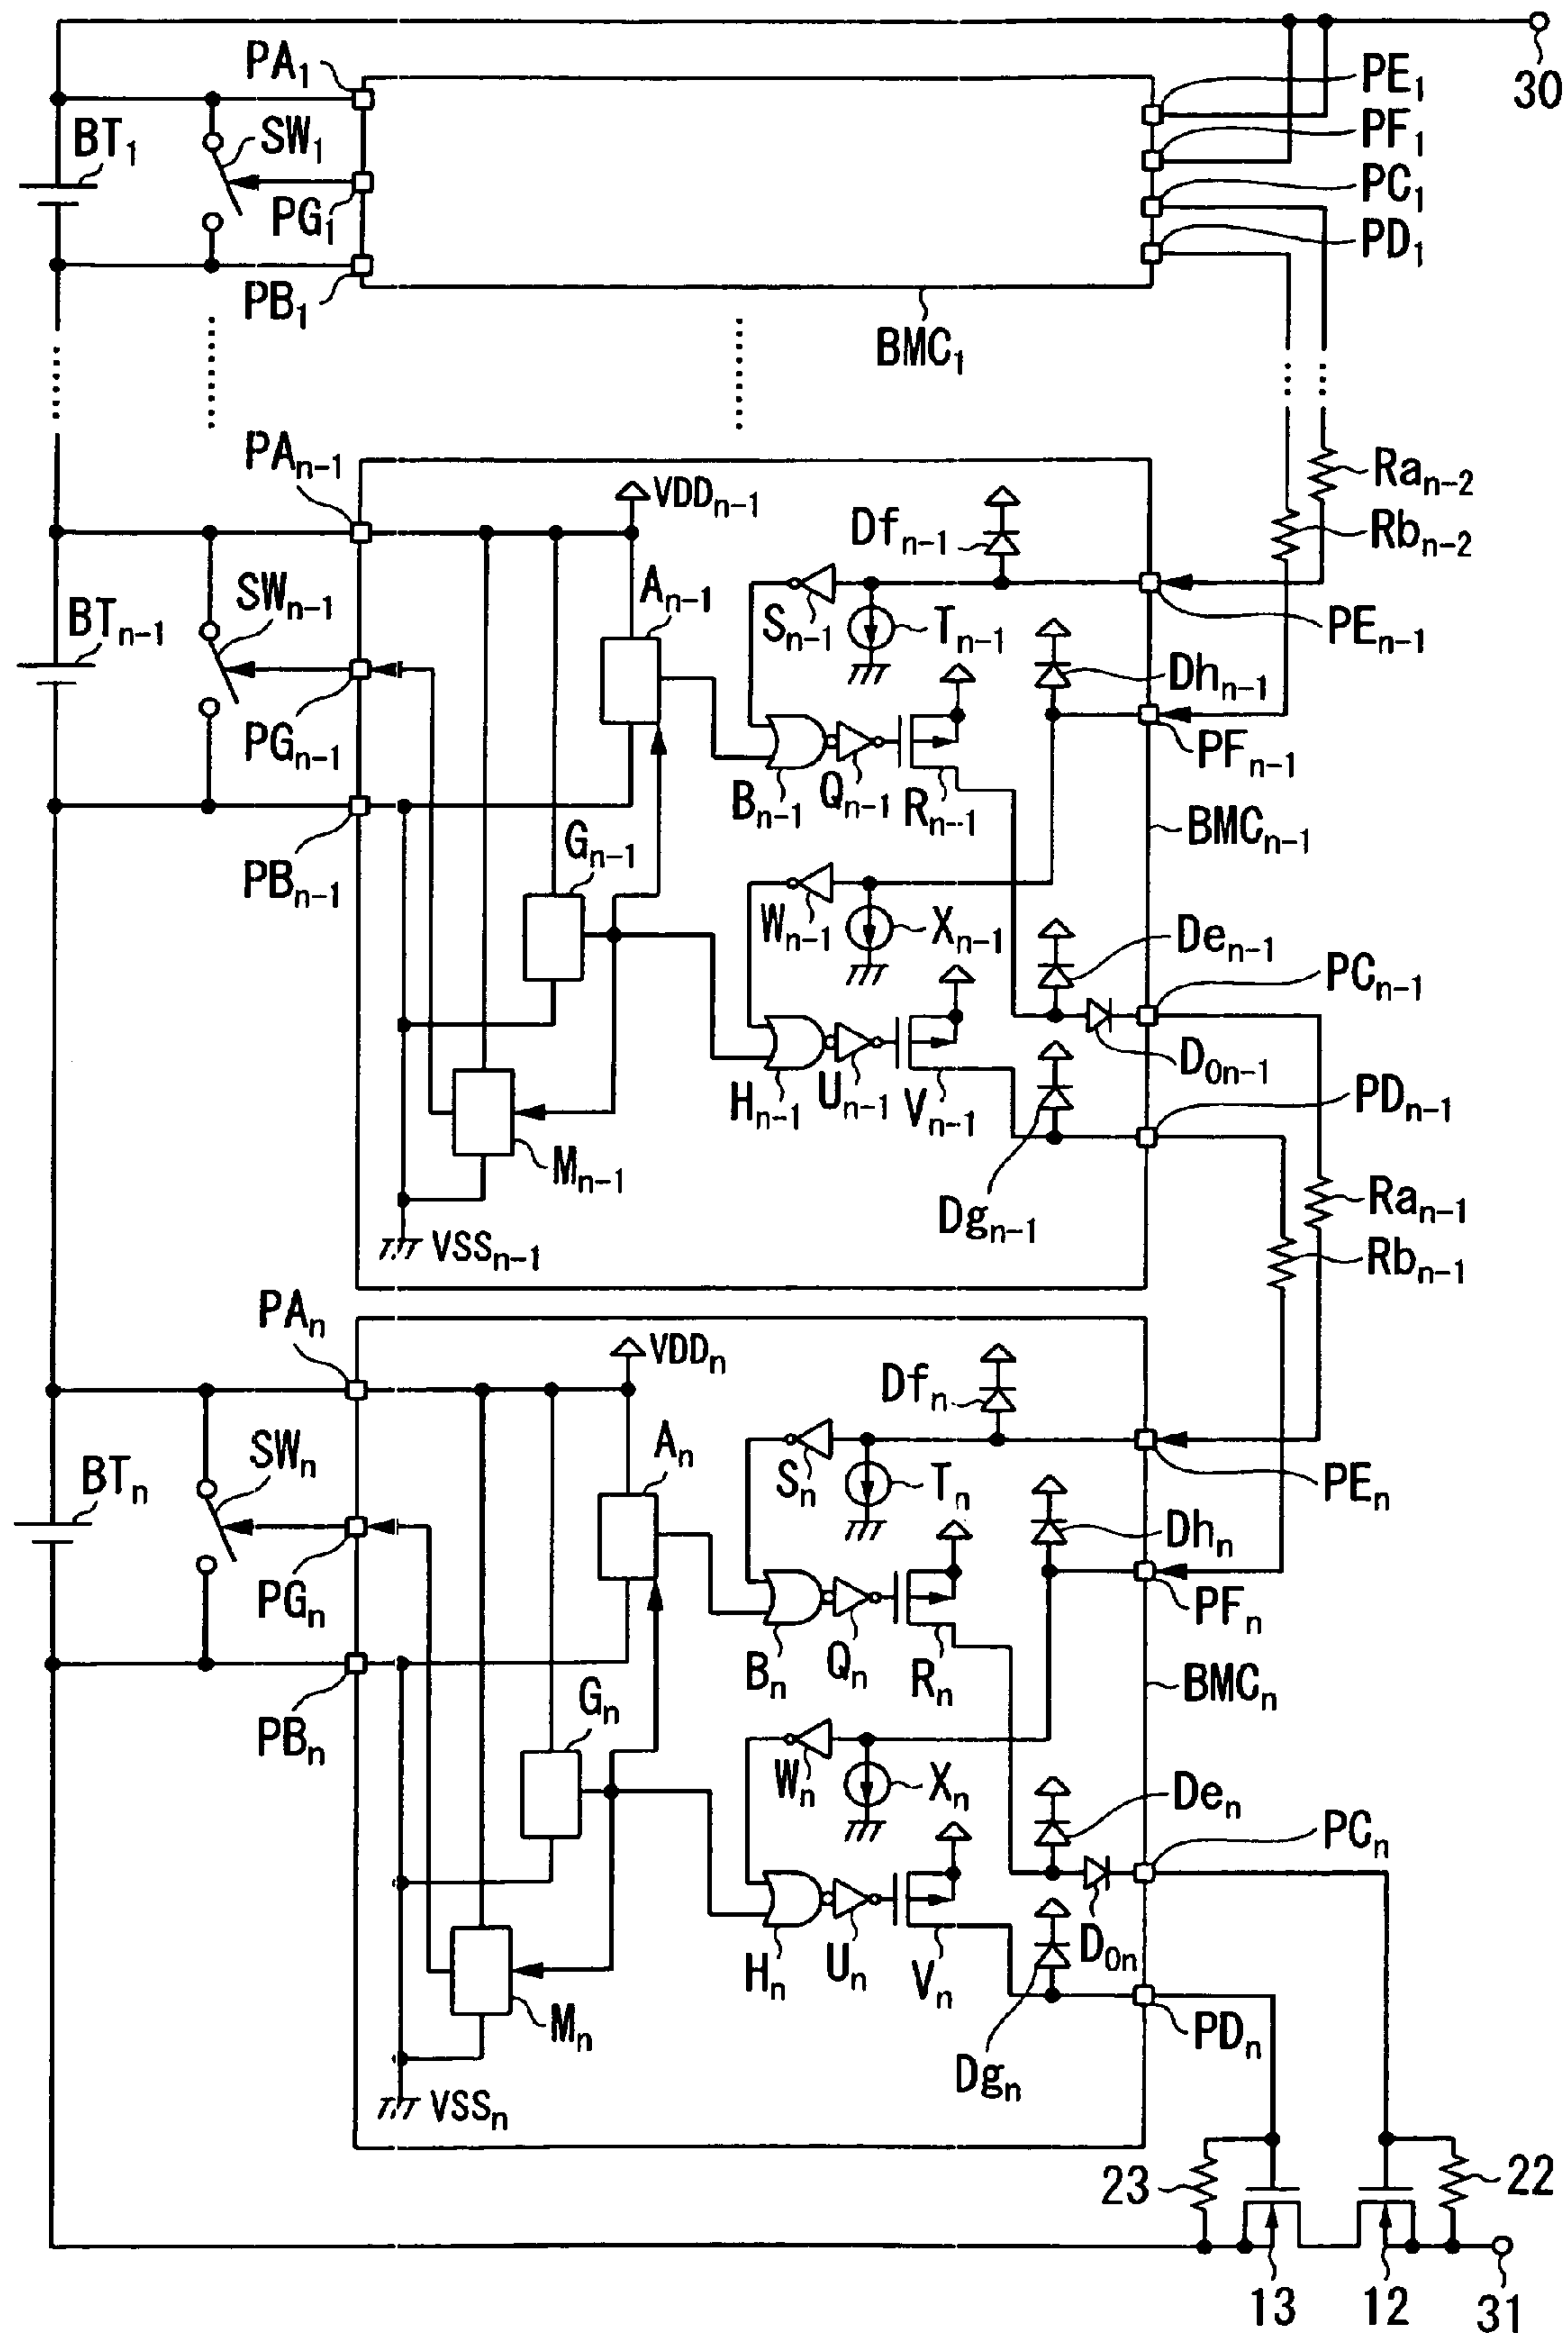 30
PA1
PE1
BT1
SW1
PF1
PG1
PC1
PD1
PB1
BMC1
PAn-1
VDDn-1
Ran-2
Dfn-1
Rbn-2
SWn-1
An-1
BTn-1
Sn-1
Tn-1
PEn-1
Dhn-1
PGn-1
PFn-1
Bn-1
Qn-1
Rn-1
BMCn-1
Gn-1
PBn-1
Wn-1
Xn-1
Den-1
PCn-1
D0n-1
Hn-1
Un-1
Vn-1
PDn-1
Mn-1
Dgn-1
Ran-1
VSSn-1
Rbn-1
PAn
VDDn
Dfn
SWn
An
BTn
Sn
Tn
PEn
Dhn
PGn
PFn
Bn
Qn
Rn
BMCn
Gn
PBn
Wn
Xn
Den
PCn
D0n
Hn
Un
Vn
Mn
PDn
Dgn
VSSn
23
22
13
12
31